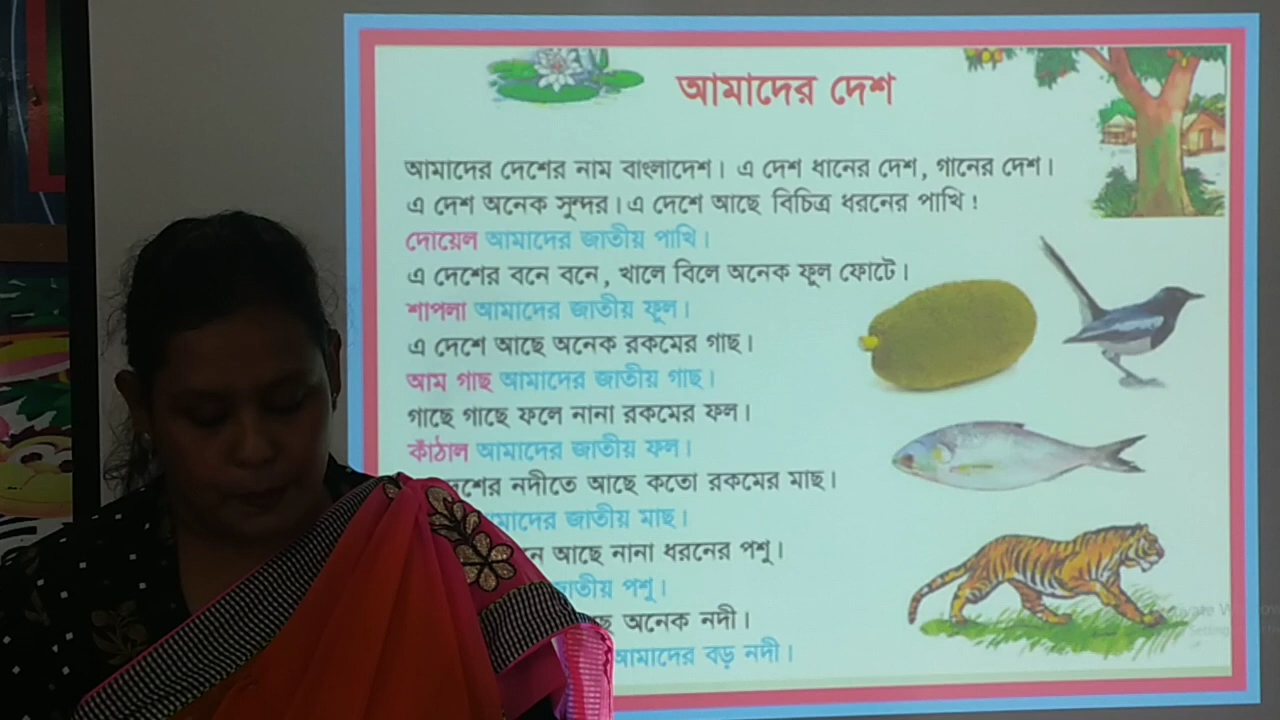 আমাদের দেশ
আমাদের দেশের নাম বাংলাদেশ। এ দেশ ধানের দেশ, গানের দেশ।
এ দেশ অনেক সুন্দর। এ দেশে আছে বিচিত্র ধরনের পাখি !
দোয়েল আমাদের জাতীয় পাখি।
এ দেশের বনে বনে, খালে বিলে অনেক ফুল ফোটে।
শাপলা আমাদের জাতীয় ফুল।
এ দেশে আছে অনেক রকমের গাছ।
আম গাছ আমাদের জাতীয় গাছ।
গাছে গাছে ফলে নানা রকমের ফল।
কাঁঠাল আমাদের জাতীয় ফল।
নদীতে আছে কতো রকমের মাছ।
জাতীয় মাছ।
আছে নানা ধরনের পশু।
পশু।
অনেক নদী।
আমাদের বড় নদী।